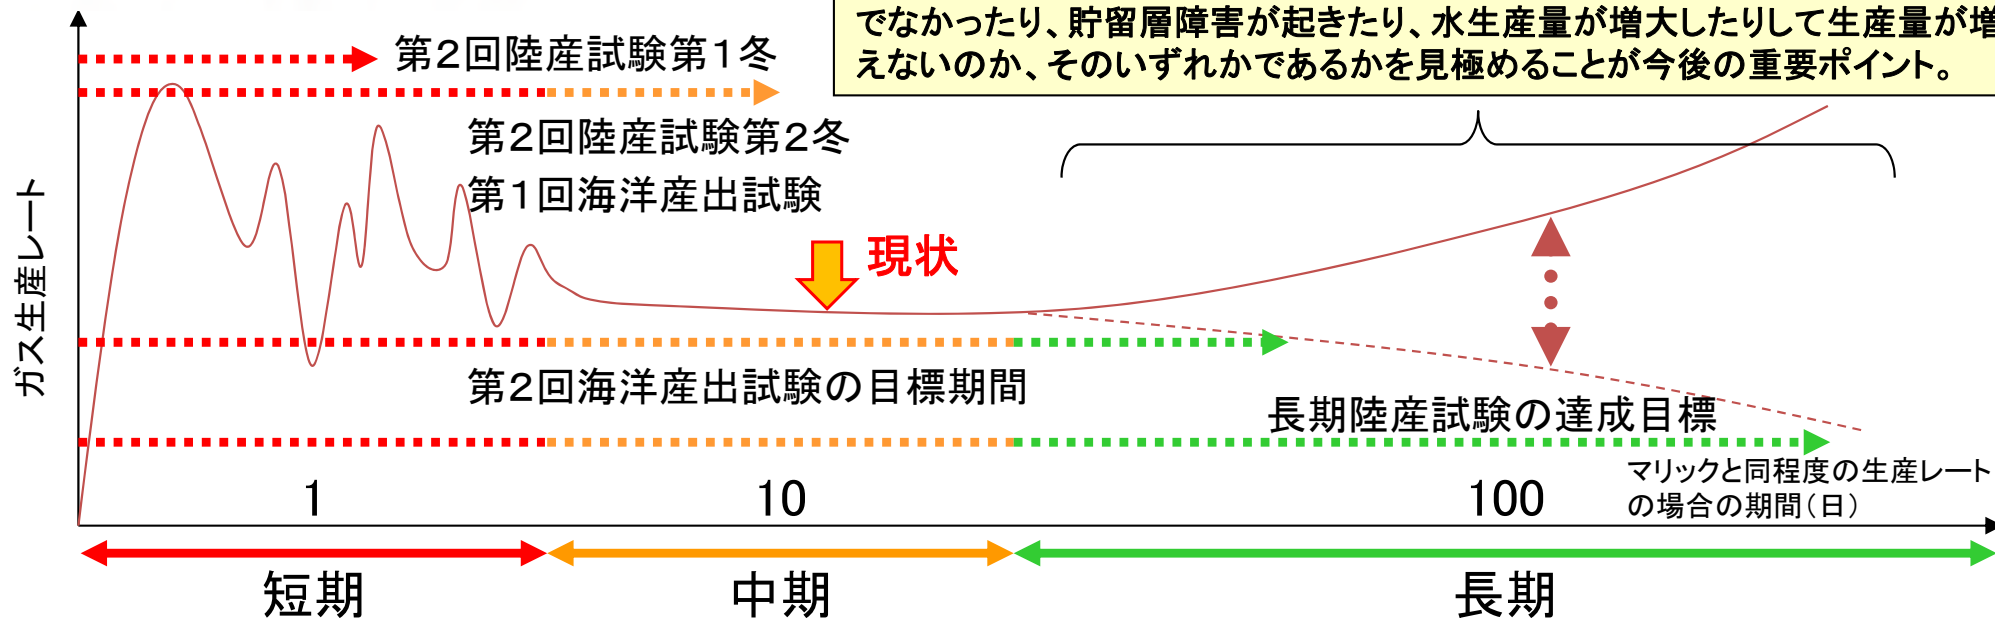 でなかったり、貯留層障害が起きたり、水生産量が増大したりして生産量が増
えないのか、そのいずれかであるかを見極めることが今後の重要ポイント。
第2回陸産試験第1冬
第2回陸産試験第2冬
第1回海洋産出試験
現状
ガス生産レート
第2回海洋産出試験の目標期間
長期陸産試験の達成目標
マリックと同程度の生産レート
の場合の期間(日)
1
10
100
短期
中期
長期